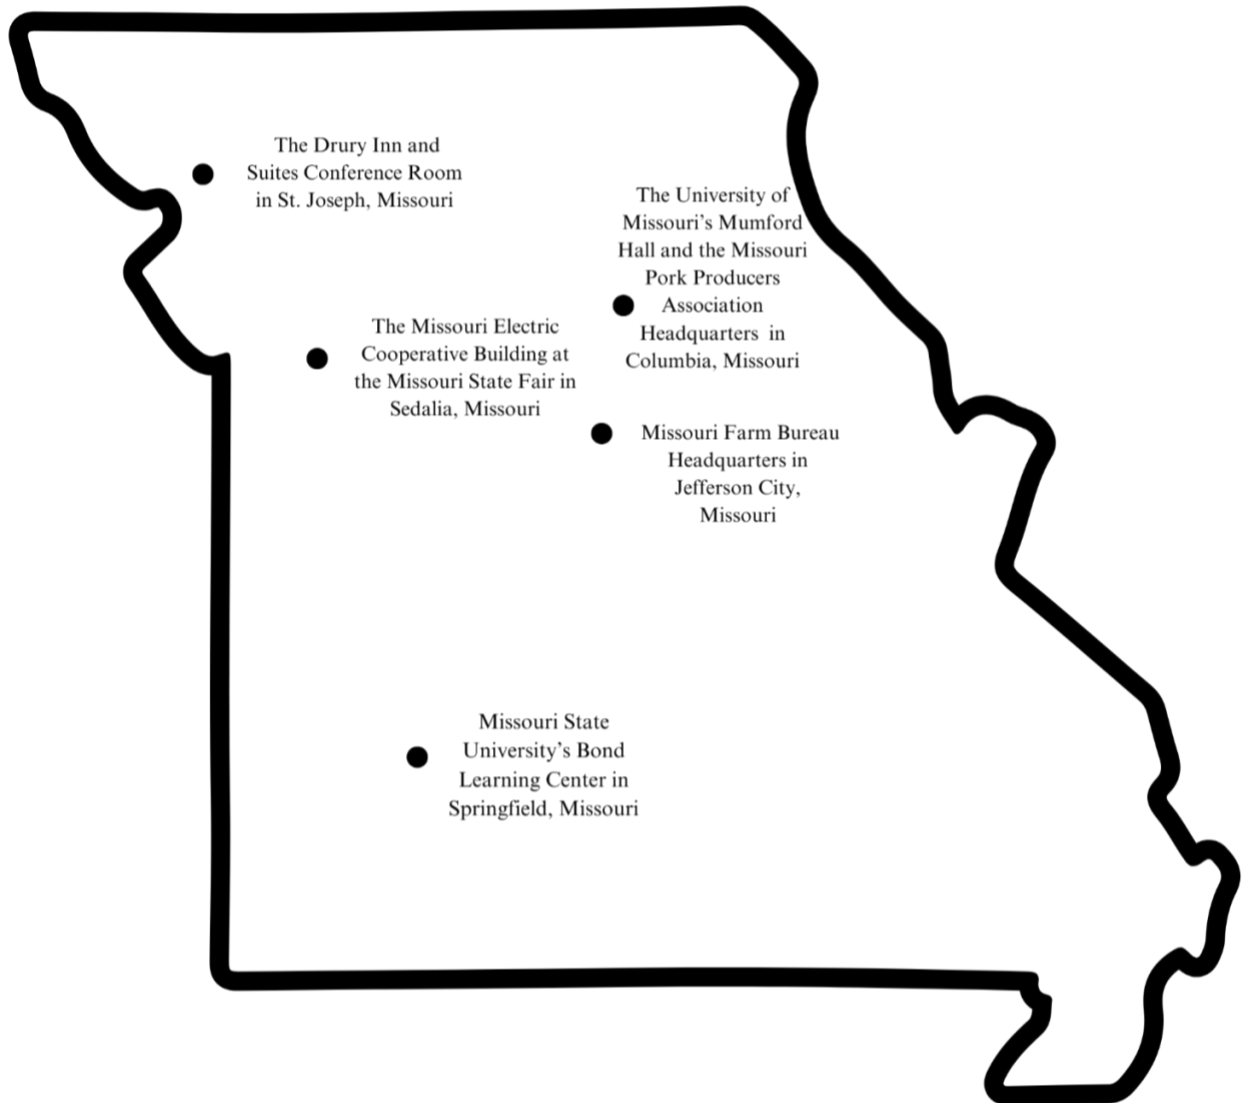 The Drury Inn and
Suites Conference Room
in St. Joseph, Missouri
The University of
Missouri’s Mumford
Hall and the Missouri
Pork Producers
Association
Headquarters in
Columbia, Missouri
The Missouri Electric
Cooperative Building at
the Missouri State Fair in
Sedalia, Missouri
Missouri Farm Bureau
Headquarters in
Jefferson City,
Missouri
Missouri State
University’s Bond
Learning Center in
Springfield, Missouri